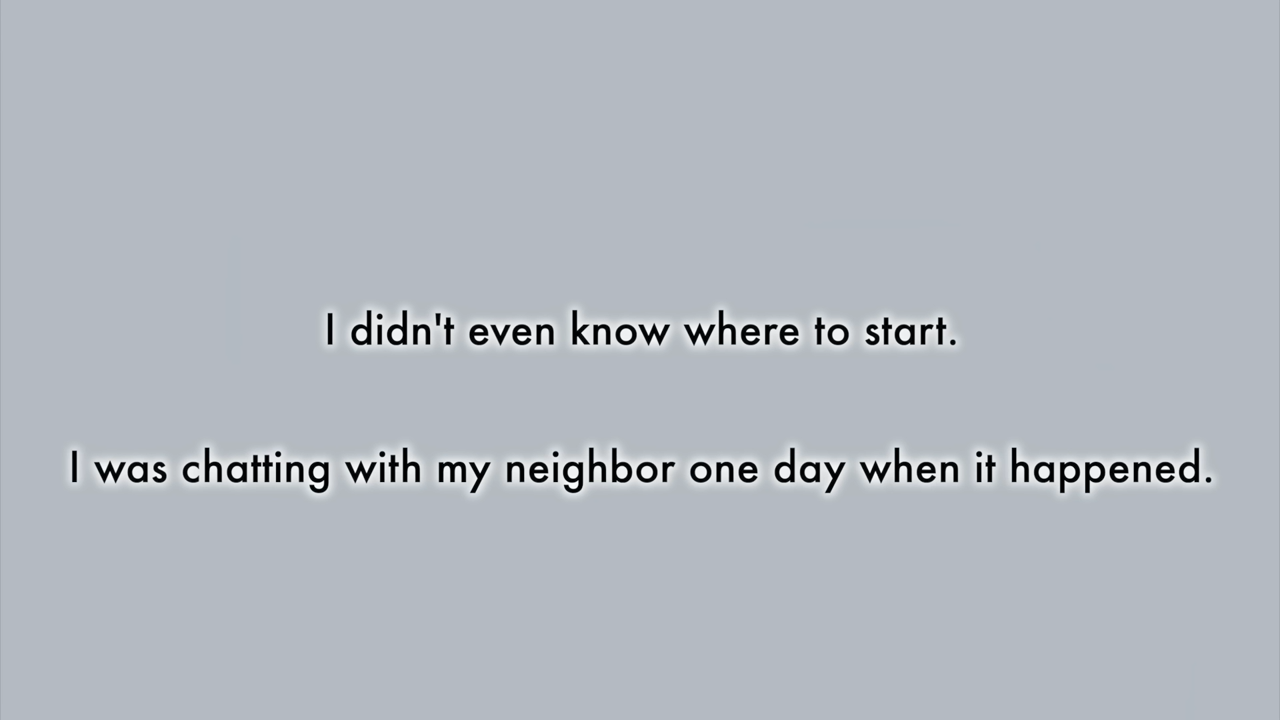 I didn't even know where to start.
I was chatting with my neighbor one day when it happened.